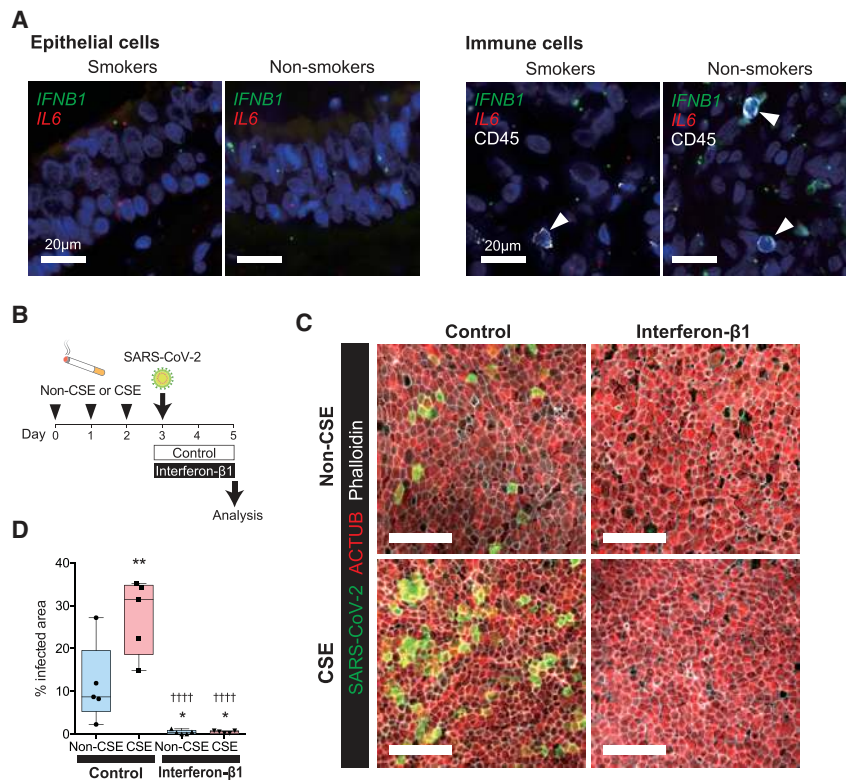 A
Epithelial cells
Smokers
Non-smokers
IFNB1
IL6
20μm
IFNB1
IL6
Immune cells
Smokers
Non-smokers
IFNB1
IL6
CD45
20μm
IFNB1
IL6
CD45
B
SARS-CoV-2
Non-CSE or CSE
Day 0 1 2 3 4 5
Control
Interferon-β1
Analysis
C
Control
Interferon-β1
Non-CSE
CSE
SARS-CoV-2 ACTUB Phalloidin
D
% infected area
40
30
20
10
0
**
†††† ††††
* *
Non-CSE CSE Non-CSE CSE
Control Interferon-β1